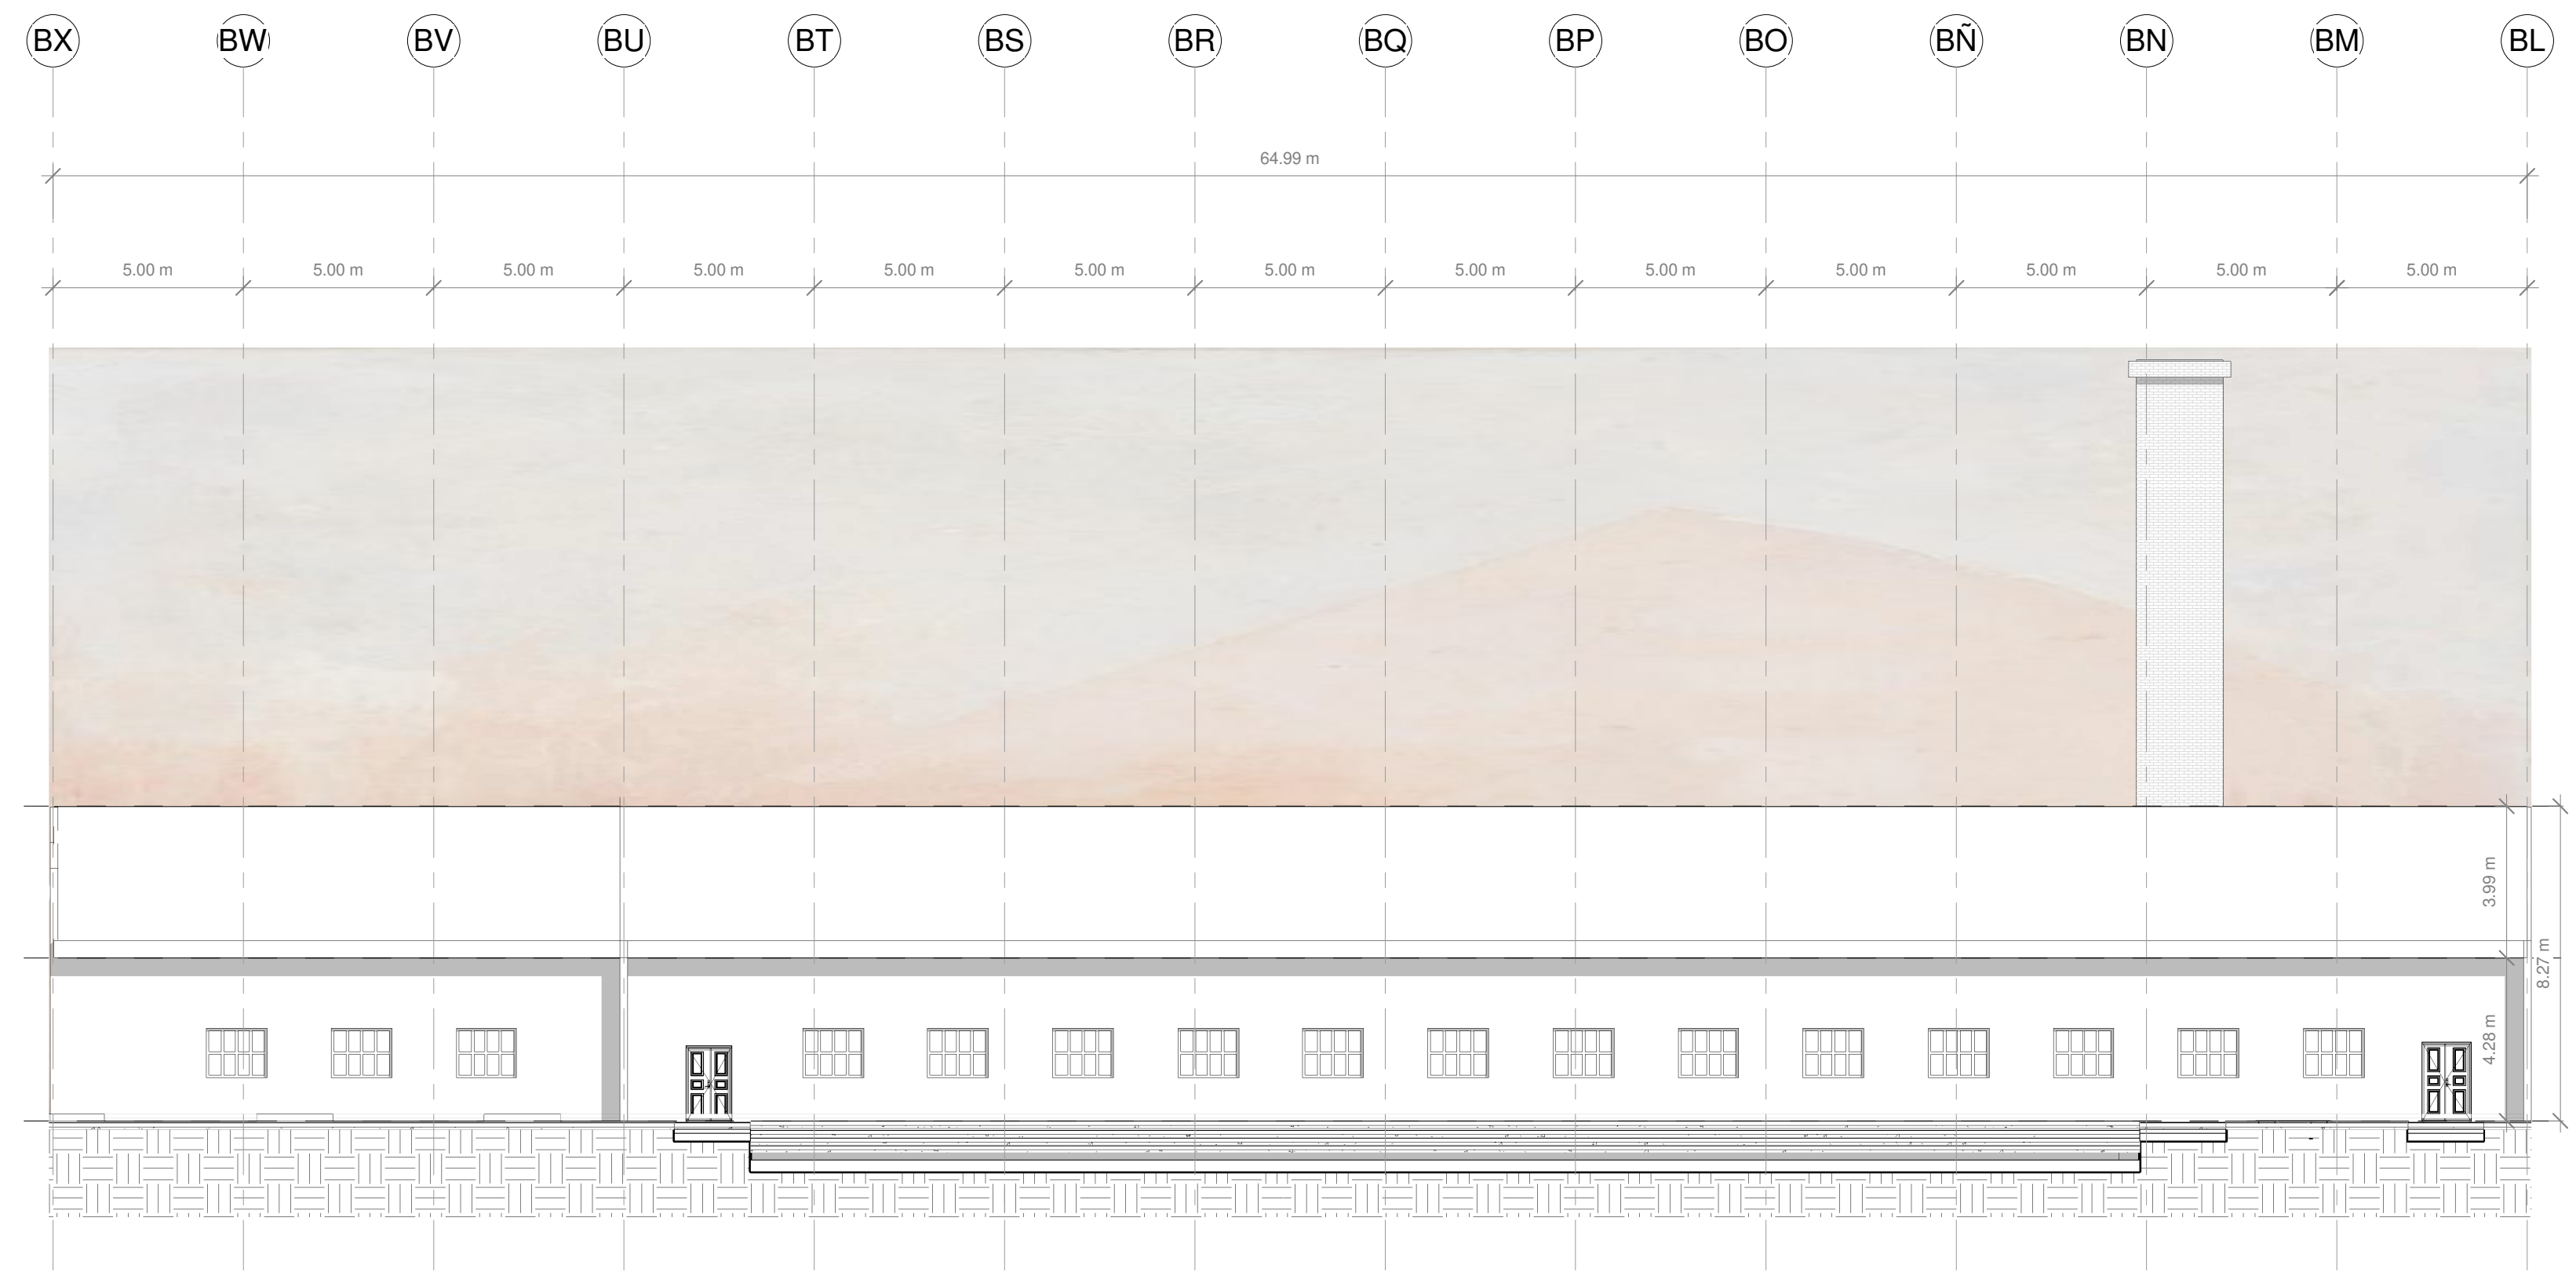 BX BW BV BU BT BS BR BQ BP BO BÑ BN BM BL
64.99 m
5.00 m 5.00 m 5.00 m 5.00 m 5.00 m 5.00 m 5.00 m 5.00 m 5.00 m 5.00 m 5.00 m 5.00 m 5.00 m
3.99 m
8.27 m
4.28 m